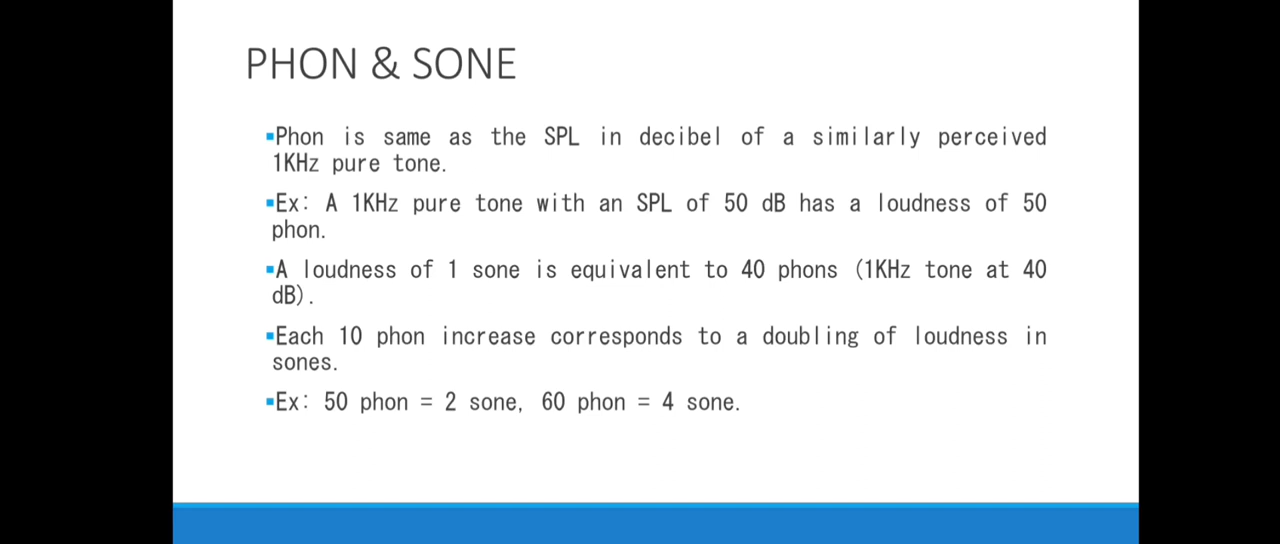 PHON & SONE
▪Phon is same as the SPL in decibel of a similarly perceived
1KHz pure tone.
▪Ex: A 1KHz pure tone with an SPL of 50 dB has a loudness of 50
phon.
▪A loudness of 1 sone is equivalent to 40 phons (1KHz tone at 40
dB).
▪Each 10 phon increase corresponds to a doubling of loudness in
sones.
▪Ex: 50 phon = 2 sone, 60 phon = 4 sone.